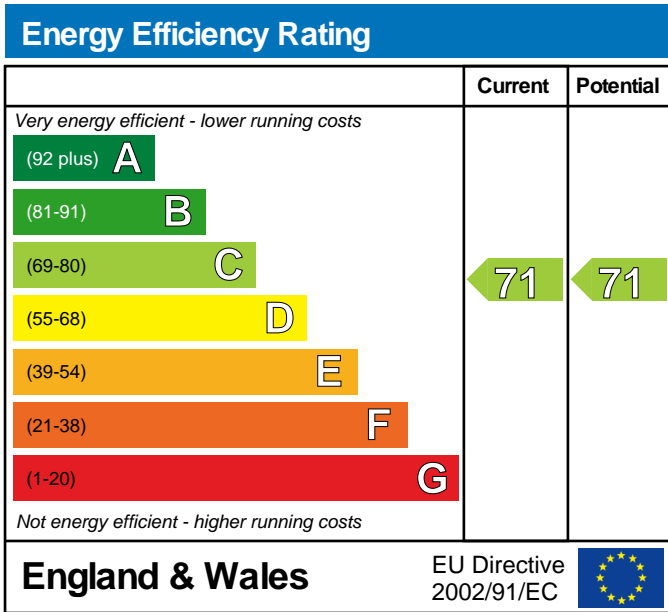 Energy Efficiency Rating
Current Potential
Very energy efficient - lower running costs
(92 plus) A
(81-91) B
(69-80) C 71 71
(55-68) D
(39-54) E
(21-38) F
(1-20) G
Not energy efficient - higher running costs
England & Wales
EU Directive
2002/91/EC